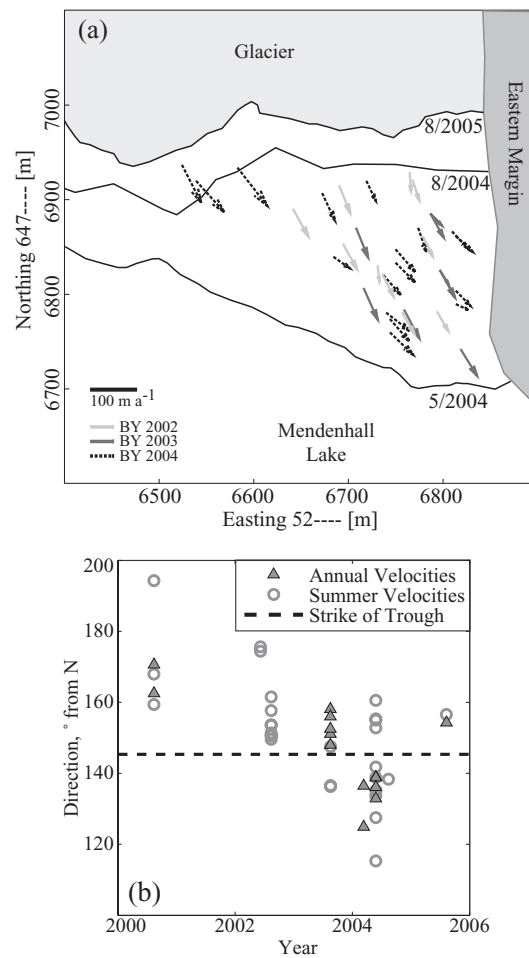 (a)
Glacier
Eastern Margin
8/2005
8/2004
5/2004
Northing 647---- [m]
7000
6900
6800
6700
100 m a⁻¹
BY 2002
BY 2003
BY 2004
Mendenhall
Lake
6500 6600 6700 6800
Easting 52---- [m]
200
180
160
140
120
Direction, ° from N
Annual Velocities
Summer Velocities
Strike of Trough
(b)
2000 2002 2004 2006
Year